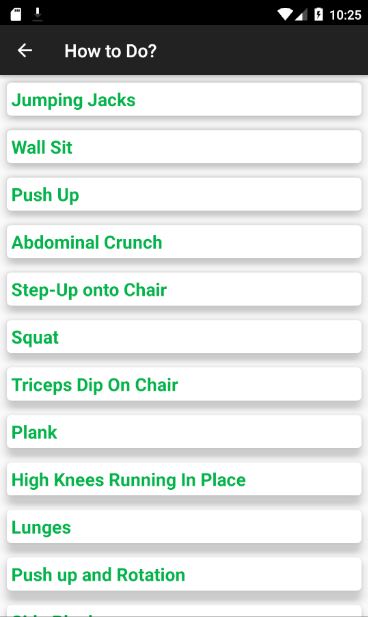 10:25
How to Do?
Jumping Jacks
Wall Sit
Push Up
Abdominal Crunch
Step-Up onto Chair
Squat
Triceps Dip On Chair
Plank
High Knees Running In Place
Lunges
Push up and Rotation